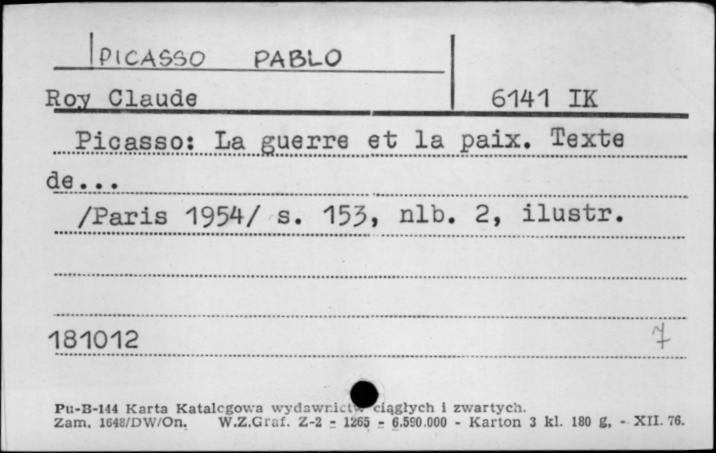 PICASSO PABLO
Roy Claude 6141 IK
Picasso: La guerre et la paix. Texte
de...
/Paris 1954/ s. 153, nlb. 2, ilustr.
181012 7
Pu-B-144 Karta Katalogowa wydawnictw ciągłych i zwartych.
Zam. 1648/DW/On. W.Z.Graf. Z-2 - 1265 - 6.590.000 - Karton 3 kl. 180 g, - XII. 76.